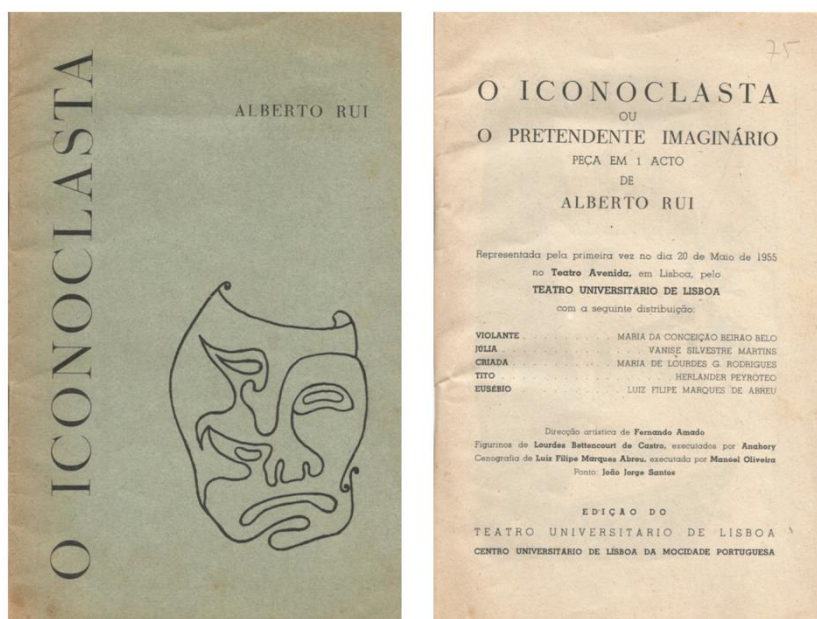 O ICONOCLASTA
ALBERTO RUI
75
O ICONOCLASTA
OU
O PRETENDENTE IMAGINÁRIO
PEÇA EM 1 ACTO
DE
ALBERTO RUI
Representada pela primeira vez no dia 20 de Maio de 1955
no Teatro Avenida, em Lisboa, pelo
TEATRO UNIVERSITARIO DE LISBOA
com a seguinte distribuição:
VIOLANTE . . . . . . . . . . MARIA DA CONCEIÇÃO BEIRÃO BELO
JÚLIA . . . . . . . . . . VANISE SILVESTRE MARTINS
CRIADA . . . . . . . . . . MARIA DE LOURDES G. RODRIGUES
TITO . . . . . . . . . . HERLANDER PEYROTEO
EUSÉBIO . . . . . . . . . . LUIZ FILIPE MARQUES DE ABREU
Direcção artística de Fernando Amado
Figurinos de Lourdes Bettencourt de Castro, executados por Anahory
Cenografia de Luiz Filipe Marques Abreu, executada por Manoel Oliveira
Ponto: João Jorge Santos
EDIÇÃO DO
TEATRO UNIVERSITARIO DE LISBOA
CENTRO UNIVERSITARIO DE LISBOA DA MOCIDADE PORTUGUESA